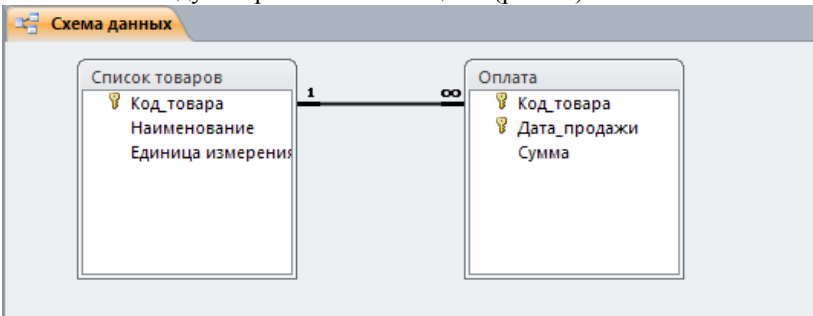 Схема данных
Список товаров
Код_товара
Наименование
Единица измерения
1
∞
Оплата
Код_товара
Дата_продажи
Сумма